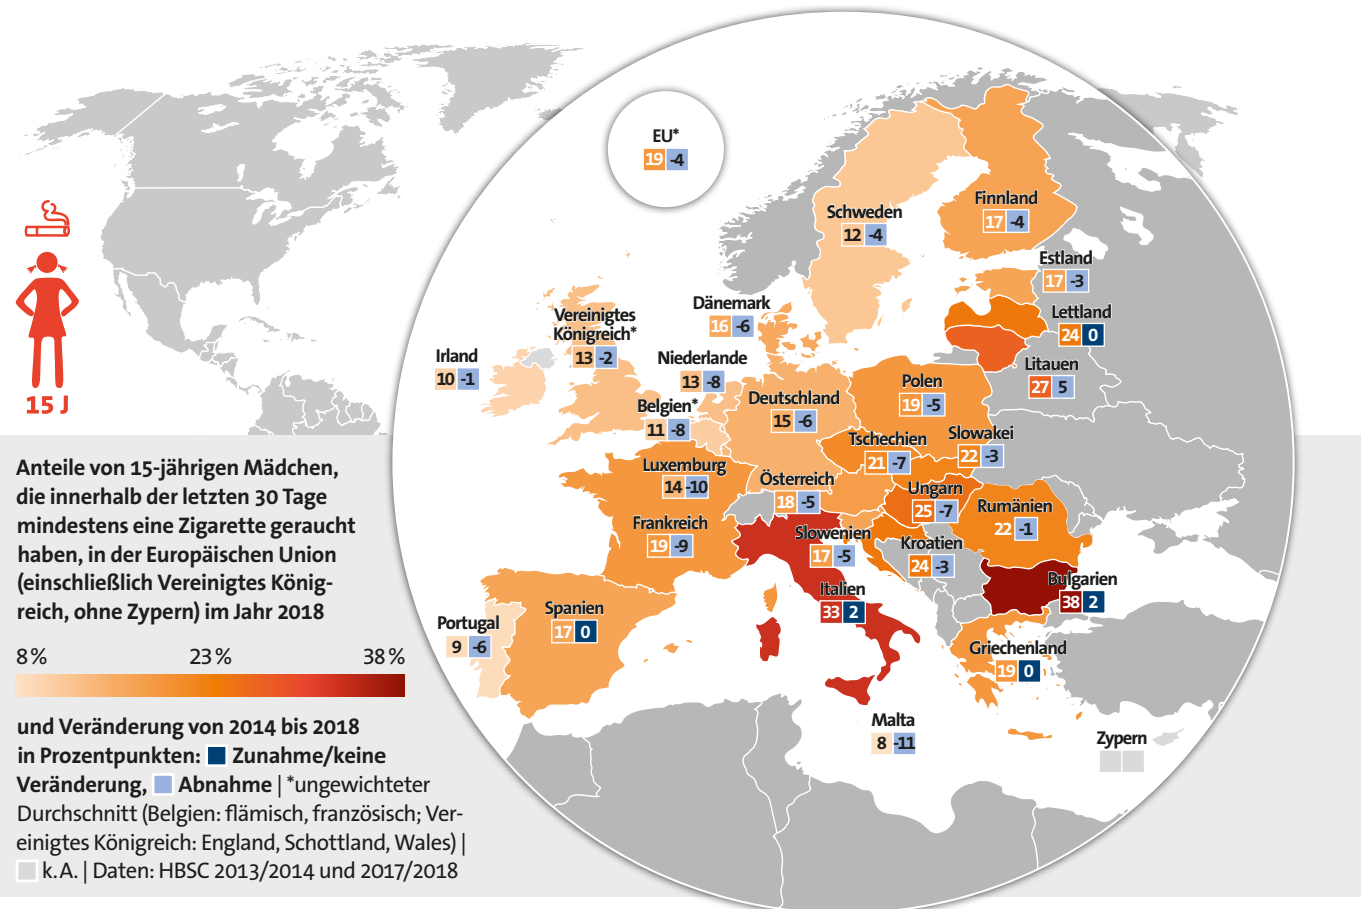 EU*
19 -4
Schweden
12 -4
Finnland
17 -4
Estland
17 -3
Lettland
24 0
Litauen
27 5
Dänemark
16 -6
Vereinigtes
Königreich*
13 -2
Irland
10 -1
Niederlande
13 -8
Belgien*
11 -8
Deutschland
15 -6
Polen
19 -5
Tschechien
21 -7
Slowakei
22 -3
Luxemburg
14 -10
Österreich
18 -5
Ungarn
25 -7
Rumänien
22 -1
Frankreich
19 -9
Slowenien
17 -5
Kroatien
24 -3
Italien
33 2
Bulgarien
38 2
Portugal
9 -6
Spanien
17 0
Griechenland
19 0
Malta
8 -11
Zypern
15 J
Anteile von 15-jährigen Mädchen,
die innerhalb der letzten 30 Tage
mindestens eine Zigarette geraucht
haben, in der Europäischen Union
(einschließlich Vereinigtes König-
reich, ohne Zypern) im Jahr 2018
8 % 23 % 38 %
und Veränderung von 2014 bis 2018
in Prozentpunkten: Zunahme/keine
Veränderung, Abnahme | *ungewichteter
Durchschnitt (Belgien: flämisch, französisch; Ver-
einigtes Königreich: England, Schottland, Wales) |
k. A. | Daten: HBSC 2013/2014 und 2017/2018